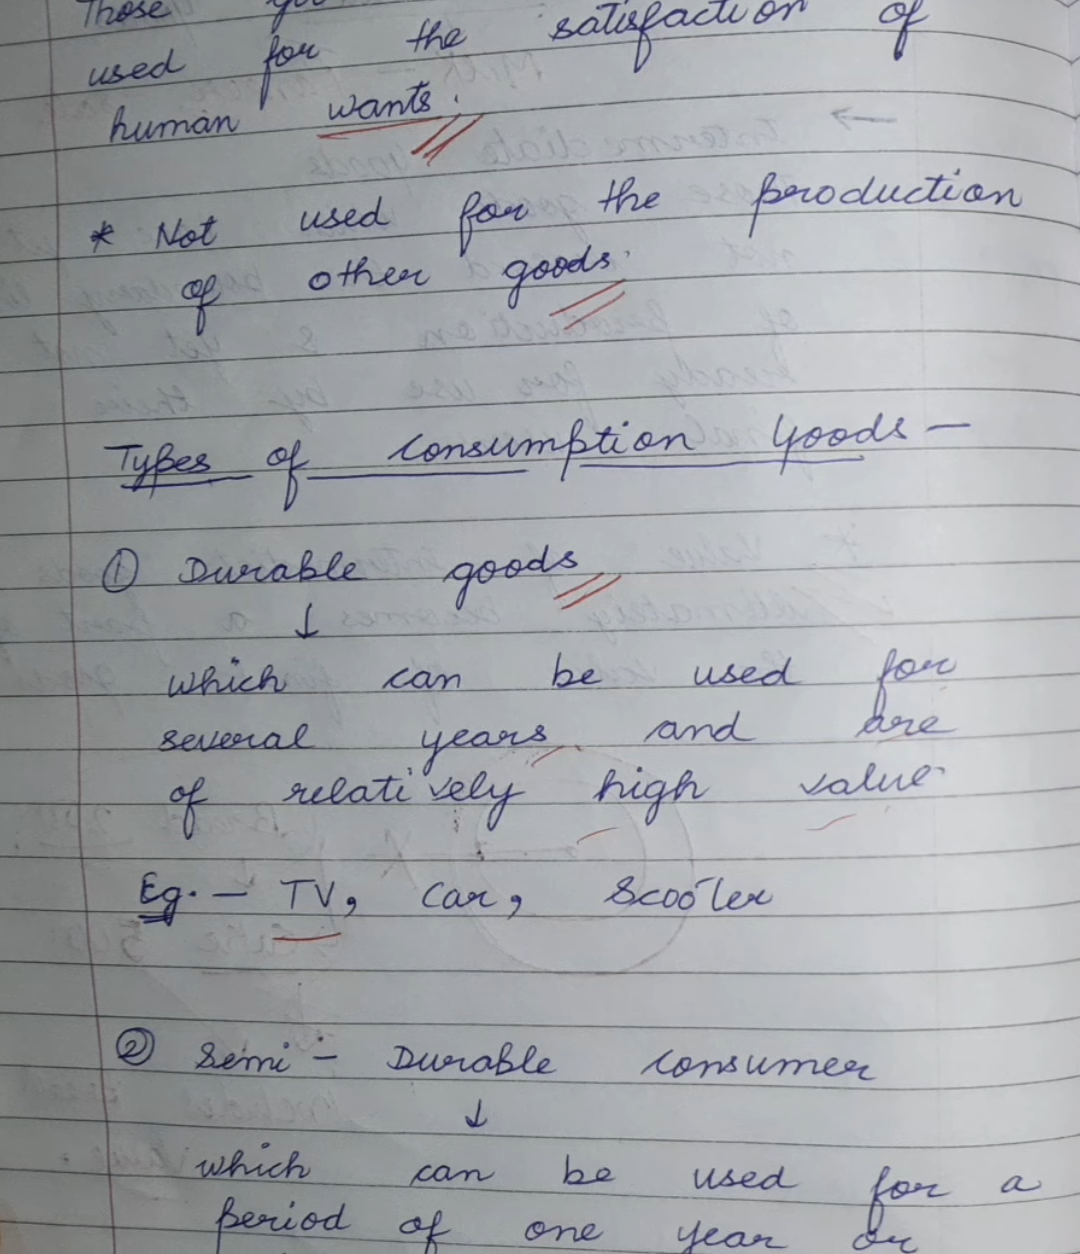 Those
used for the satisfaction of
human wants.
* Not used for the production
of other goods.
Types of consumption Goods -
① Durable goods
↓
which can be used for
several years and are
of relatively high value
Eg. - TV, Car, Scooter
② Semi - Durable consumer
↓
which can be used for a
period of one year or